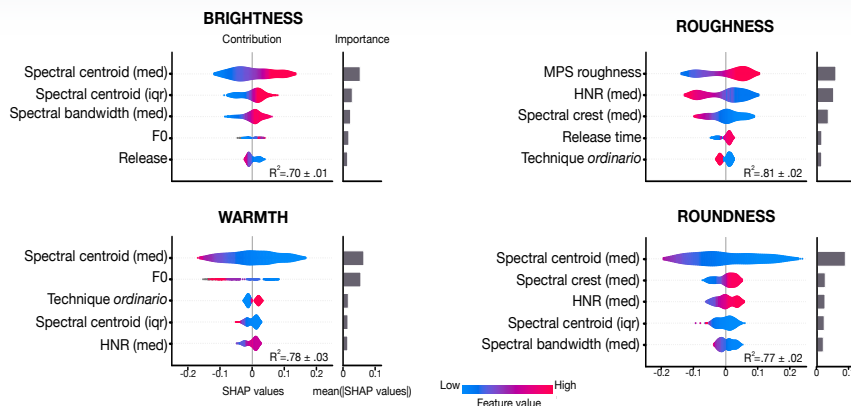 BRIGHTNESS
Contribution
Importance
Spectral centroid (med)
Spectral centroid (iqr)
Spectral bandwidth (med)
F0
Release
R²=.70 ± .01
ROUGHNESS
MPS roughness
HNR (med)
Spectral crest (med)
Release time
Technique ordinario
R²=.81 ± .02
WARMTH
Spectral centroid (med)
F0
Technique ordinario
Spectral centroid (iqr)
HNR (med)
R²=.78 ± .03
-0.2 -0.1 0 0.1 0.2
0 0.1
SHAP values
mean(|SHAP values|)
ROUNDNESS
Spectral centroid (med)
Spectral crest (med)
HNR (med)
Spectral centroid (iqr)
Spectral bandwidth (med)
R²=.77 ± .02
-0.2 -0.1 0 0.1 0.2
0
Low High
Feature value